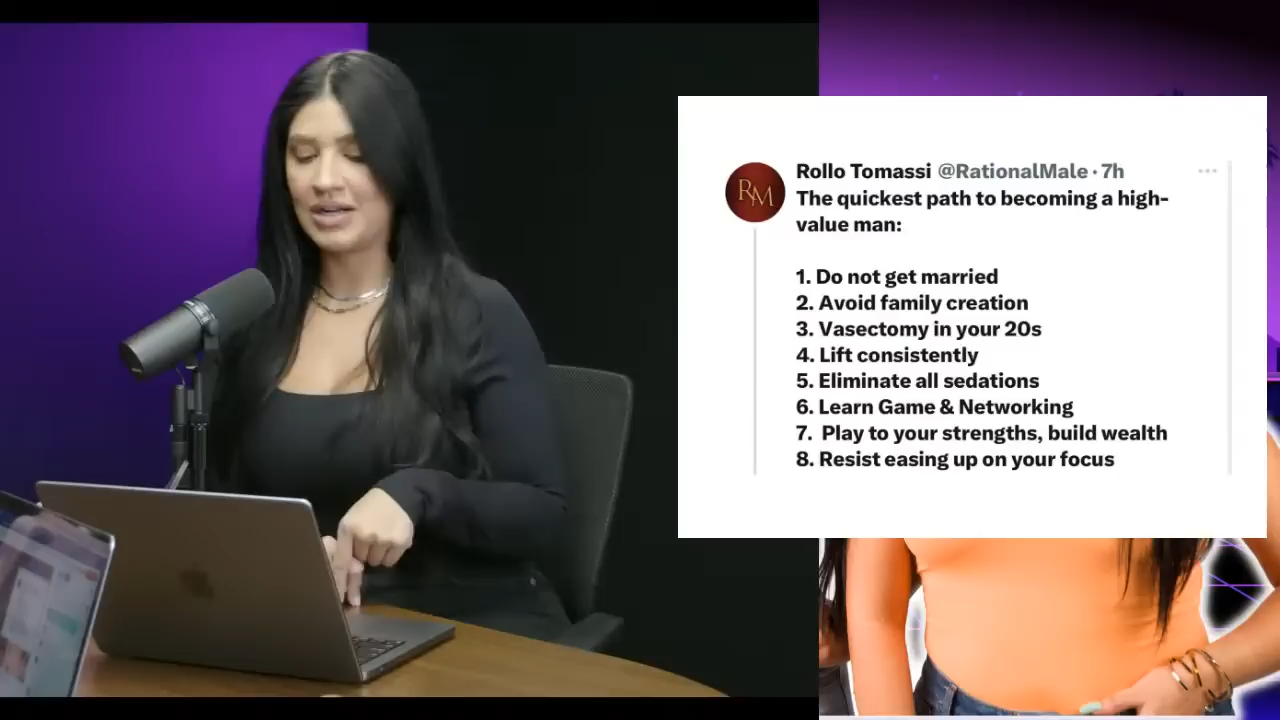 RM
Rollo Tomassi @RationalMale · 7h
The quickest path to becoming a high-
value man:
1. Do not get married
2. Avoid family creation
3. Vasectomy in your 20s
4. Lift consistently
5. Eliminate all sedations
6. Learn Game & Networking
7. Play to your strengths, build wealth
8. Resist easing up on your focus